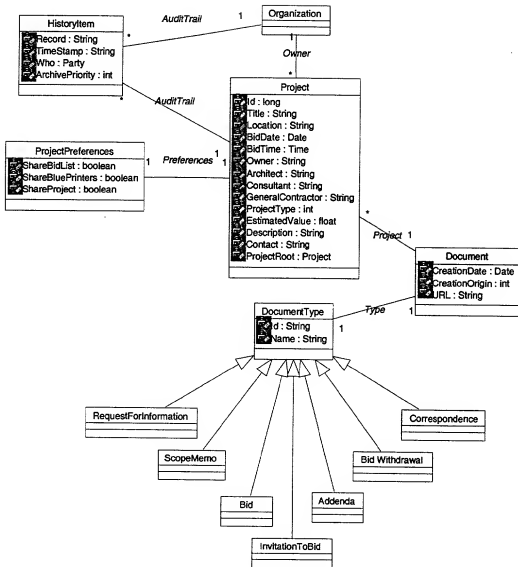 HistoryItem
Record : String
TimeStamp : String
Who : Party
ArchivePriority : int
AuditTrail
1
*
Organization
1
Owner
*
*
AuditTrail
1
Project
Id : long
Title : String
Location : String
BidDate : Date
BidTime : Time
Owner : String
Architect : String
Consultant : String
GeneralContractor : String
ProjectType : int
EstimatedValue : float
Description : String
Contact : String
ProjectRoot : Project
ProjectPreferences
ShareBidList : boolean
ShareBluePrinters : boolean
ShareProject : boolean
1
Preferences
1
*
Project
1
Document
CreationDate : Date
CreationOrigin : int
URL : String
1
Type
1
DocumentType
Id : String
Name : String
RequestForInformation
Correspondence
ScopeMemo
Bid Withdrawal
Bid
Addenda
InvitationToBid